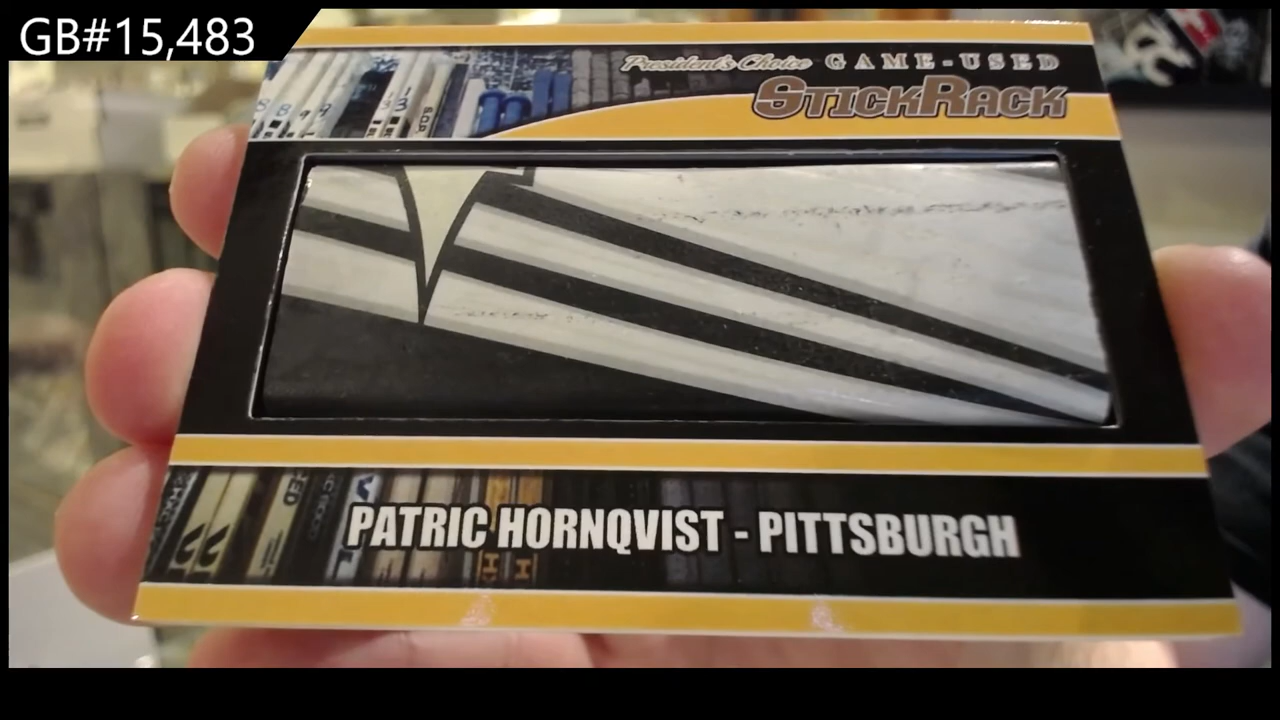 GB#15,483
President's Choice GAME-USED
STICKRACK
S.O.R.
PATRIC HORNQVIST - PITTSBURGH